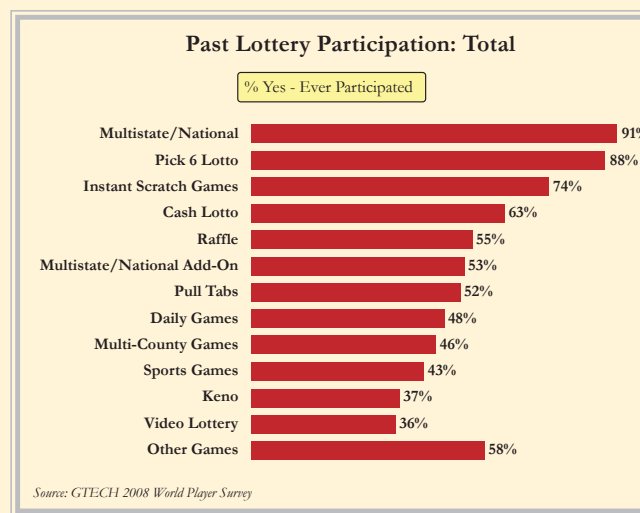 Past Lottery Participation: Total
% Yes - Ever Participated
Multistate/National 91%
Pick 6 Lotto 88%
Instant Scratch Games 74%
Cash Lotto 63%
Raffle 55%
Multistate/National Add-On 53%
Pull Tabs 52%
Daily Games 48%
Multi-County Games 46%
Sports Games 43%
Keno 37%
Video Lottery 36%
Other Games 58%
Source: GTECH 2008 World Player Survey